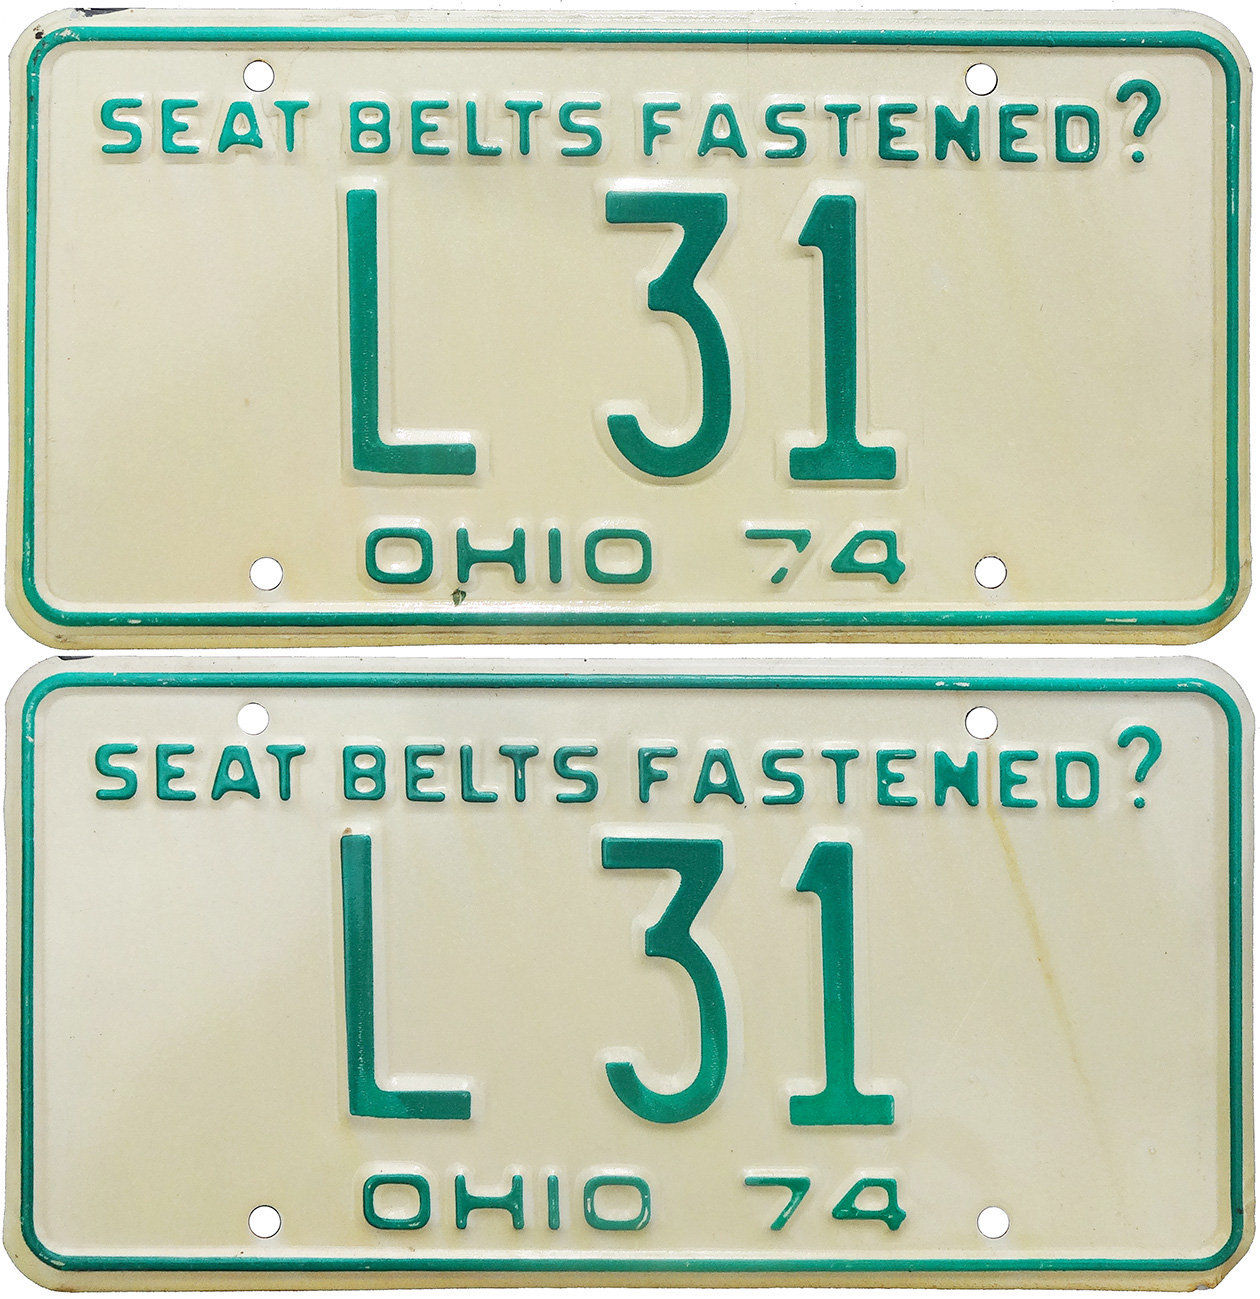 SEAT BELTS FASTENED?
L 31
OHIO 74
SEAT BELTS FASTENED?
L 31
OHIO 74